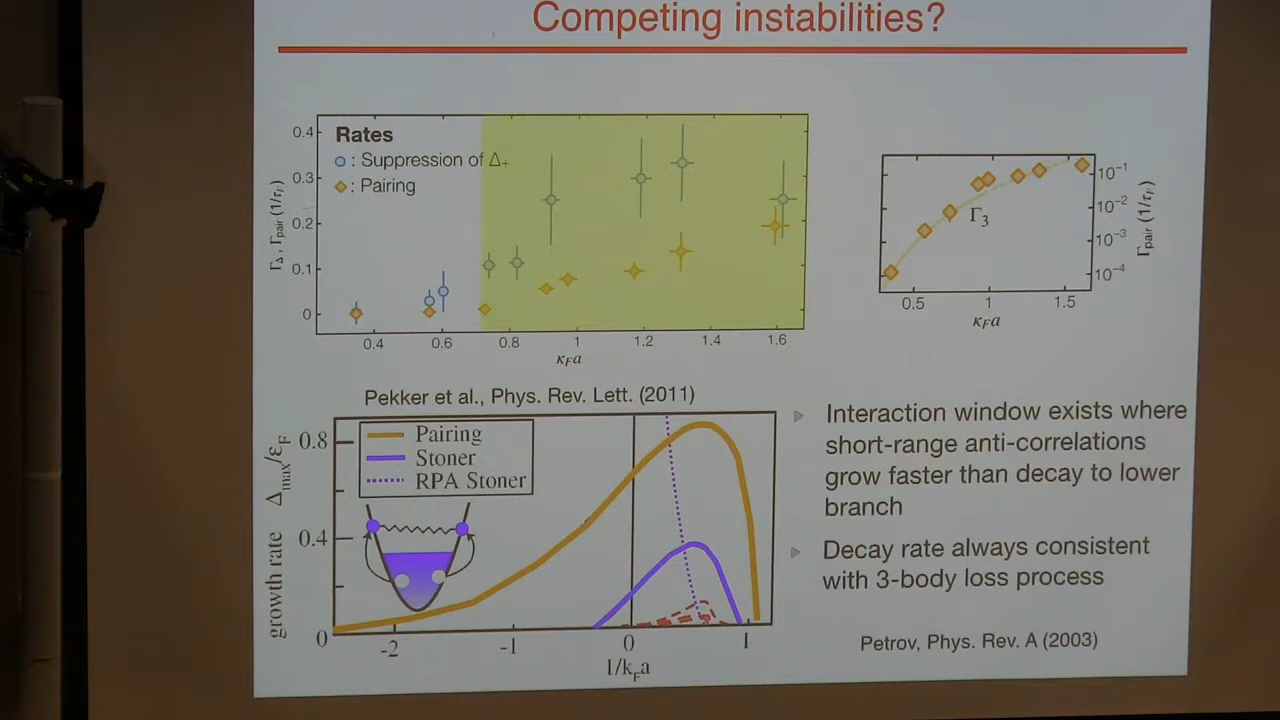 Competing instabilities?
Rates
: Suppression of Δ₊
: Pairing
Γ_Δ , Γ_pair (1/τ_F)
0.4
0.3
0.2
0.1
0
0.4 0.6 0.8 1 1.2 1.4 1.6
κ_F a
Γ₃
10⁻¹
10⁻²
10⁻³
10⁻⁴
Γ_pair (1/τ_F)
0.5 1 1.5
κ_F a
Pekker et al., Phys. Rev. Lett. (2011)
growth rate Δ_max/ε_F
Pairing
Stoner
RPA Stoner
0.8
0.4
0
-2 -1 0 1
1/k_F a
Interaction window exists where
short-range anti-correlations
grow faster than decay to lower
branch
Decay rate always consistent
with 3-body loss process
Petrov, Phys. Rev. A (2003)